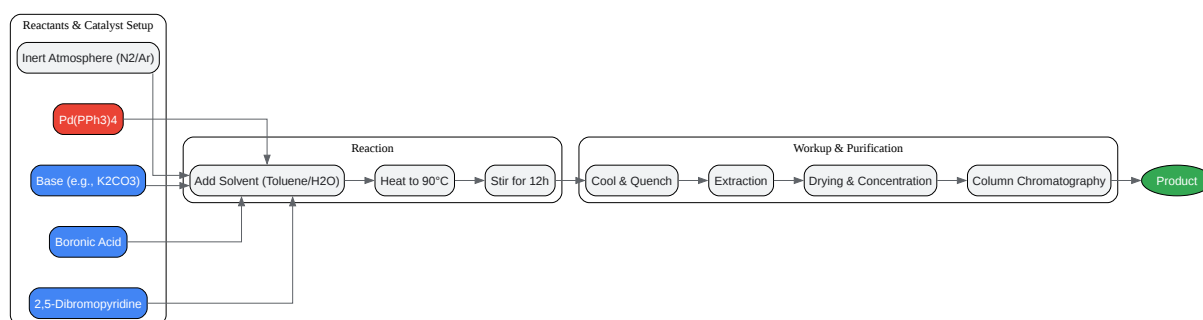 Reactants & Catalyst Setup
Inert Atmosphere (N2/Ar)
Pd(PPh3)4
Base (e.g., K2CO3)
Boronic Acid
2,5-Dibromopyridine
Reaction
Add Solvent (Toluene/H2O)
Heat to 90°C
Stir for 12h
Workup & Purification
Cool & Quench
Extraction
Drying & Concentration
Column Chromatography
Product